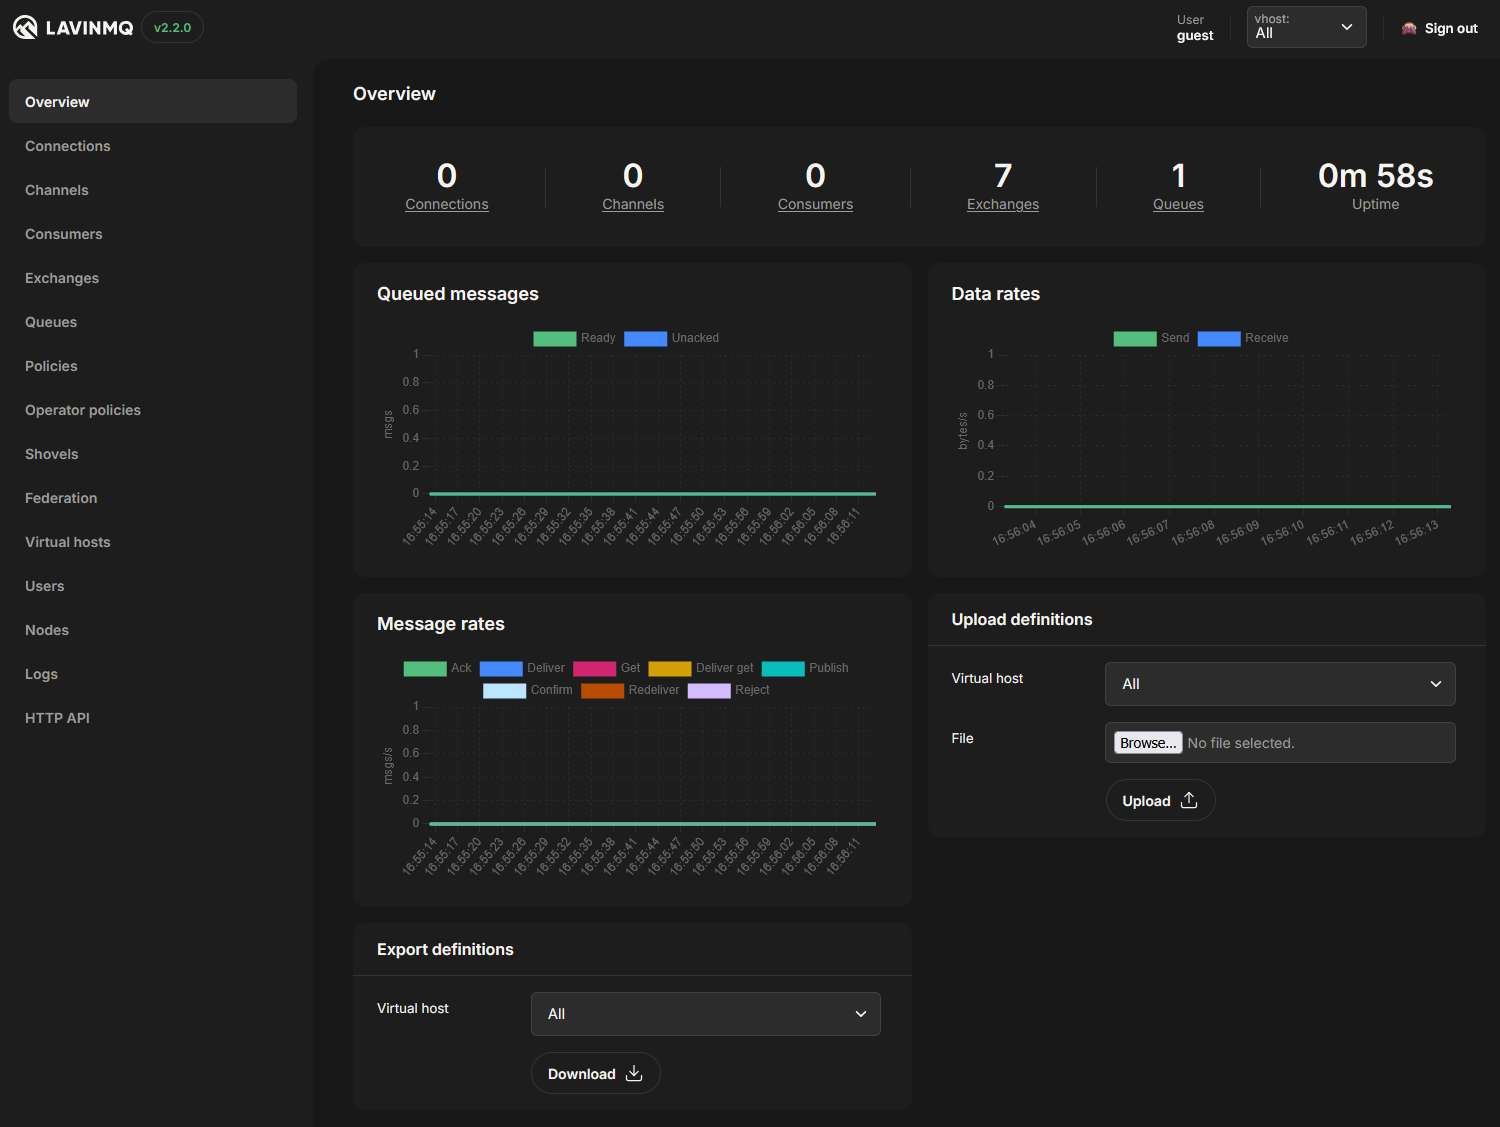 LAVINMQ v2.2.0
User
guest
vhost:
All
Sign out
Overview
Connections
Channels
Consumers
Exchanges
Queues
Policies
Operator policies
Shovels
Federation
Virtual hosts
Users
Nodes
Logs
HTTP API
Overview
0 0 0 7 1 0m 58s
Connections Channels Consumers Exchanges Queues Uptime
Queued messages
Ready Unacked
1
0.8
0.6
0.4
0.2
0
msgs
16:55:14 16:55:17 16:55:20 16:55:23 16:55:26 16:55:29 16:55:32 16:55:35 16:55:38 16:55:41 16:55:44 16:55:47 16:55:50 16:55:53 16:55:56 16:55:59 16:56:02 16:56:05 16:56:08 16:56:11
Data rates
Send Receive
1
0.8
0.6
0.4
0.2
0
bytes/s
16:56:04 16:56:05 16:56:06 16:56:07 16:56:08 16:56:09 16:56:10 16:56:11 16:56:12 16:56:13
Message rates
Ack Deliver Get Deliver get Publish
Confirm Redeliver Reject
1
0.8
0.6
0.4
0.2
0
msgs/s
16:55:14 16:55:17 16:55:20 16:55:23 16:55:26 16:55:29 16:55:32 16:55:35 16:55:38 16:55:41 16:55:44 16:55:47 16:55:50 16:55:53 16:55:56 16:55:59 16:56:02 16:56:05 16:56:08 16:56:11
Upload definitions
Virtual host All
File Browse... No file selected.
Upload
Export definitions
Virtual host All
Download